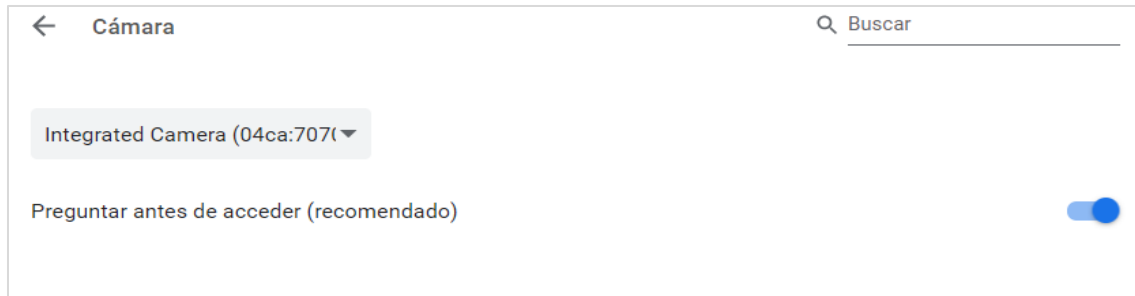 Cámara
Buscar
Integrated Camera (04ca:707
Preguntar antes de acceder (recomendado)